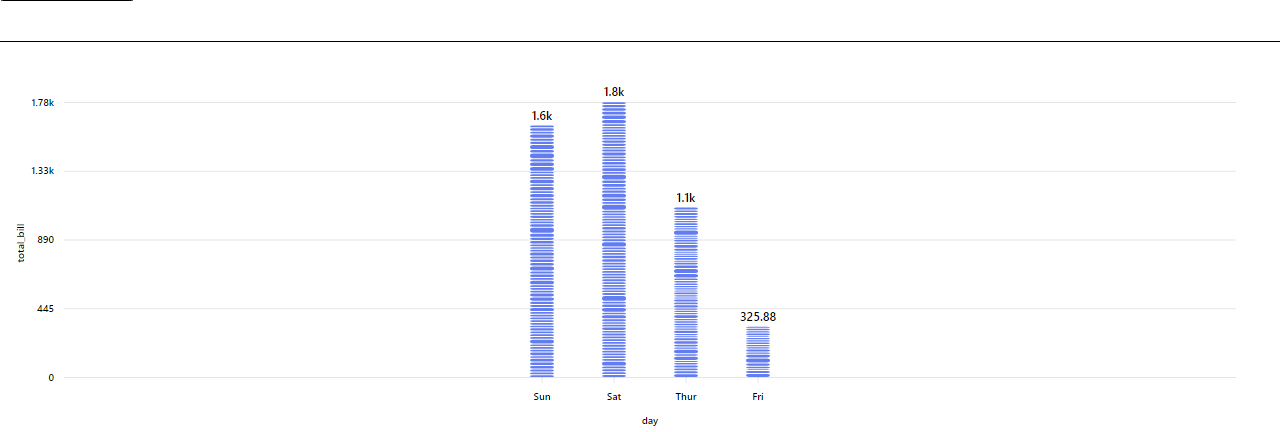 1.8k
1.78k
1.6k
1.33k
1.1k
total_bill
890
445
325.88
0
Sun Sat Thur Fri
day